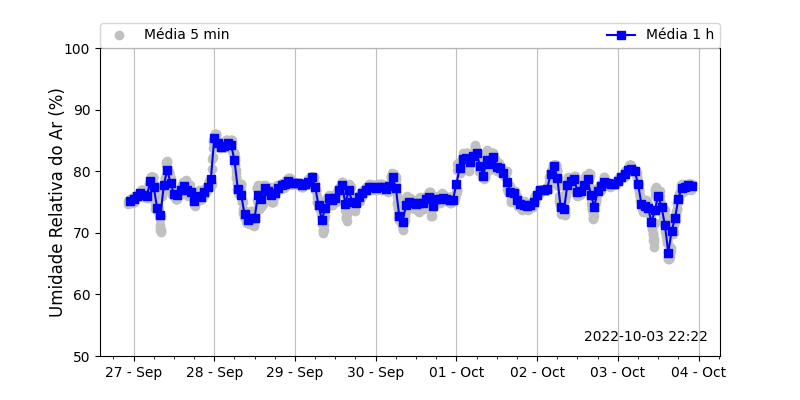 Média 5 min
Média 1 h
Umidade Relativa do Ar (%)
100
90
80
70
60
50
2022-10-03 22:22
27 - Sep
28 - Sep
29 - Sep
30 - Sep
01 - Oct
02 - Oct
03 - Oct
04 - Oct